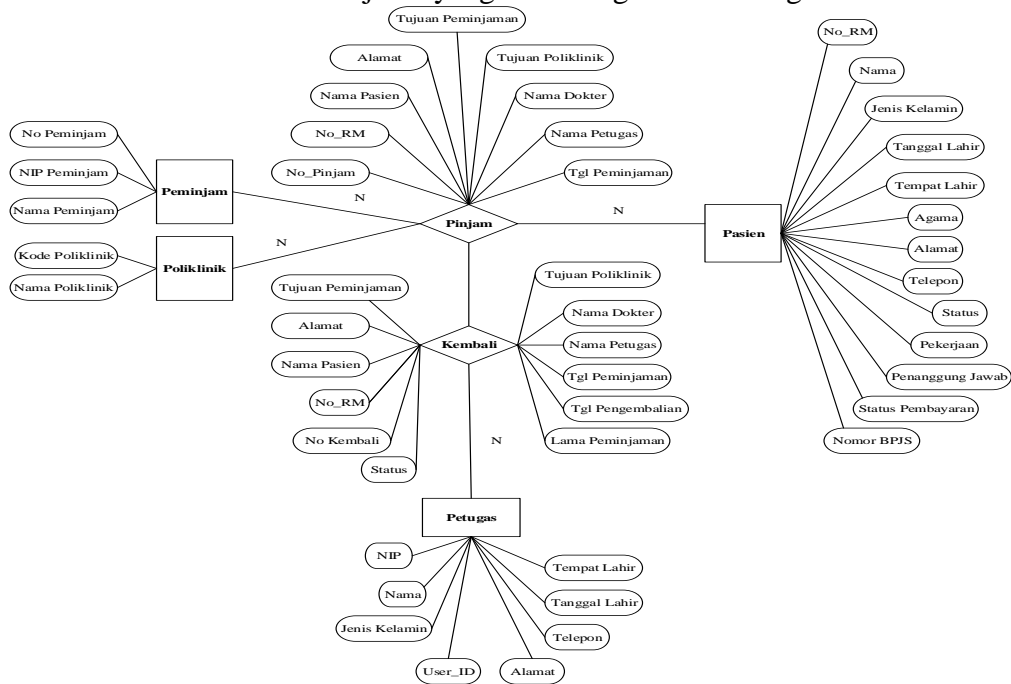 Tujuan Peminjaman
Alamat
Tujuan Poliklinik
Nama Pasien
Nama Dokter
No_RM
Nama Petugas
No_Pinjam
Tgl Peminjaman
No Peminjam
NIP Peminjam
Nama Peminjam
Peminjam
N
Kode Poliklinik
Nama Poliklinik
Poliklinik
N
Pinjam
N
Pasien
No_RM
Nama
Jenis Kelamin
Tanggal Lahir
Tempat Lahir
Agama
Alamat
Telepon
Status
Pekerjaan
Penanggung Jawab
Status Pembayaran
Nomor BPJS
Tujuan Peminjaman
Alamat
Nama Pasien
No_RM
No Kembali
Status
Kembali
Tujuan Poliklinik
Nama Dokter
Nama Petugas
Tgl Peminjaman
Tgl Pengembalian
Lama Peminjaman
N
Petugas
NIP
Nama
Jenis Kelamin
User_ID
Alamat
Telepon
Tanggal Lahir
Tempat Lahir